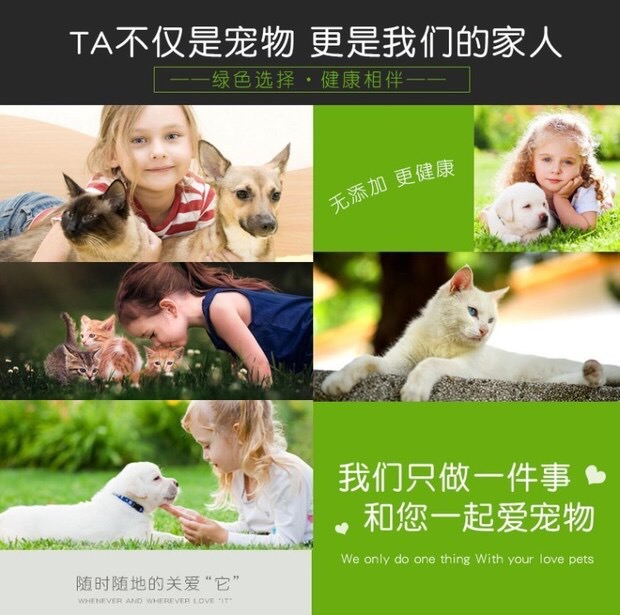 TA不仅是宠物 更是我们的家人
——绿色选择·健康相伴——
无添加 更健康
我们只做一件事
和您一起爱宠物
We only do one thing With your love pets
随时随地的关爱“它”
WHENEVER AND WHEREVER LOVE "IT"